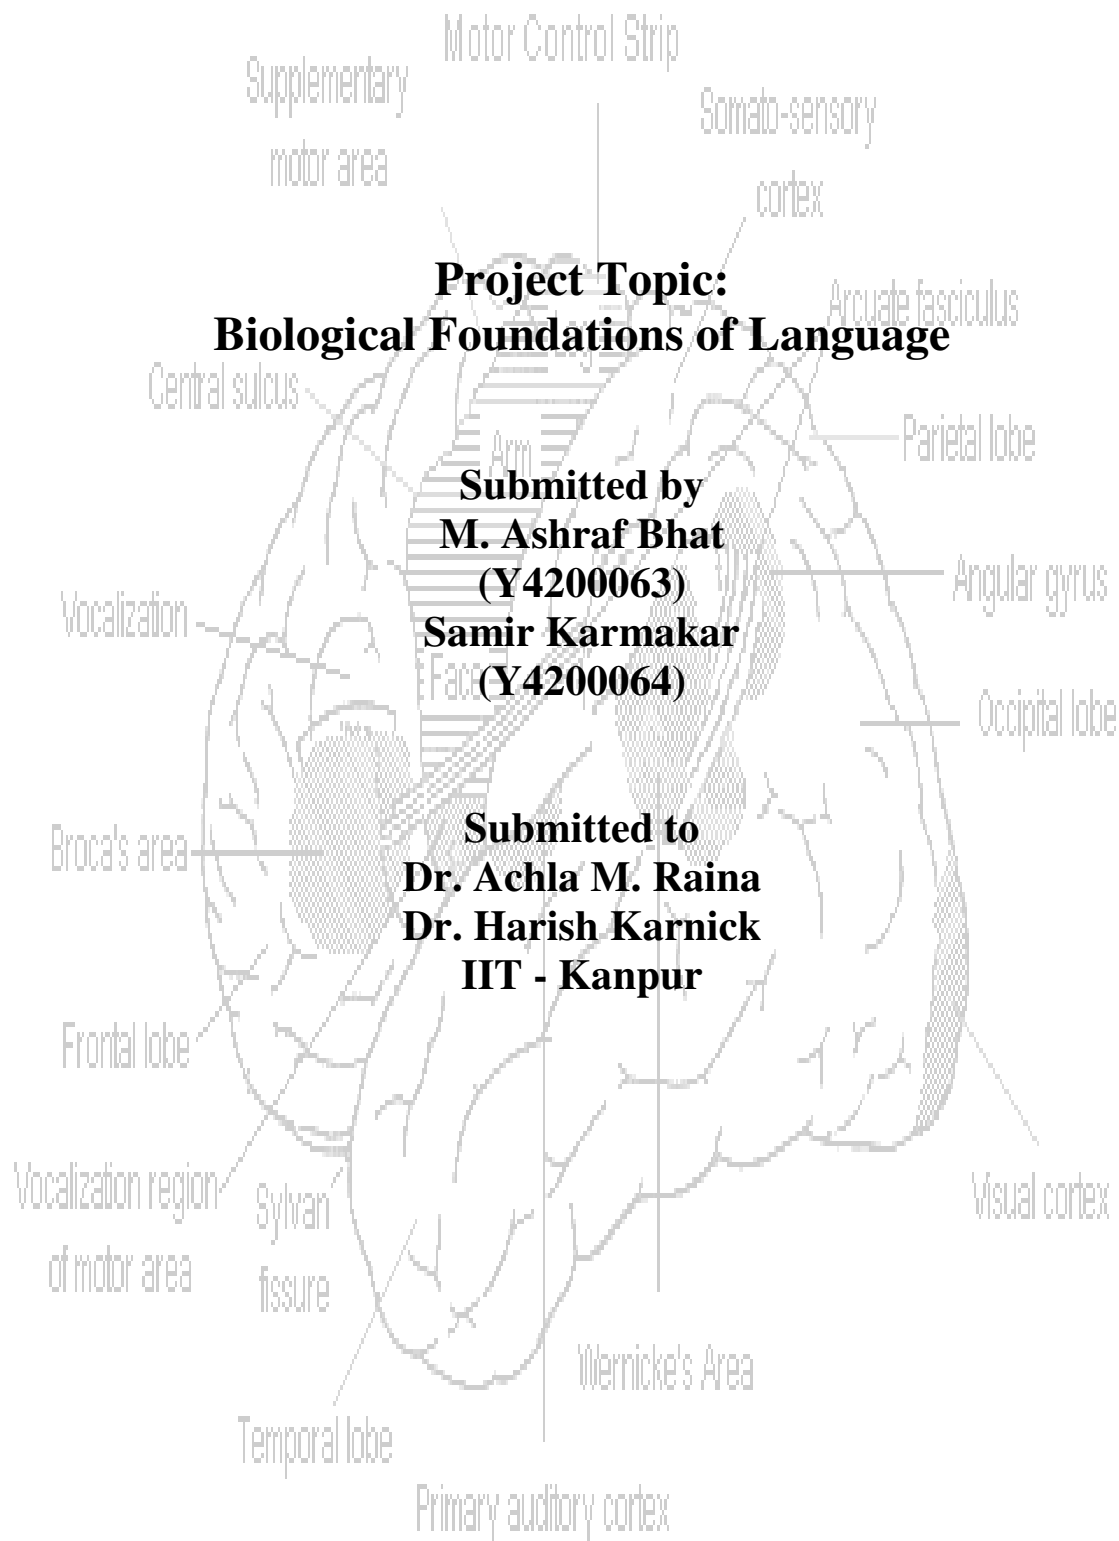 Motor Control Strip
Supplementary
motor area
Somato-sensory
cortex
Project Topic:
Biological Foundations of Language
Arcuate fasciculus
Central sulcus
Parietal lobe
Arm
Submitted by
M. Ashraf Bhat
(Y4200063)
Samir Karmakar
(Y4200064)
Angular gyrus
Vocalization
Face
Occipital lobe
Submitted to
Dr. Achla M. Raina
Dr. Harish Karnick
IIT - Kanpur
Broca's area
Frontal lobe
Vocalization region
of motor area
Sylvan
fissure
Visual cortex
Wernicke's Area
Temporal lobe
Primary auditory cortex